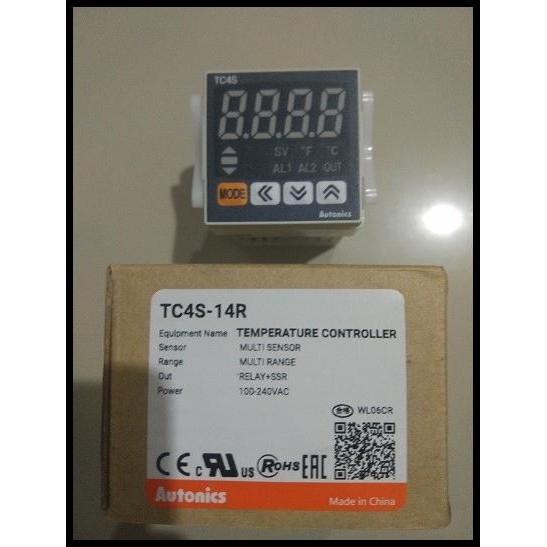 TC4S
8.8.8.8
SV °F °C
AL1 AL2 OUT
MODE
Autonics
TC4S-14R
Equipment Name TEMPERATURE CONTROLLER
Sensor MULTI SENSOR
Range MULTI RANGE
Out RELAY+SSR
Power 100-240VAC
WL06CR
CE c RU us RoHS EAC
Autonics
Made in China